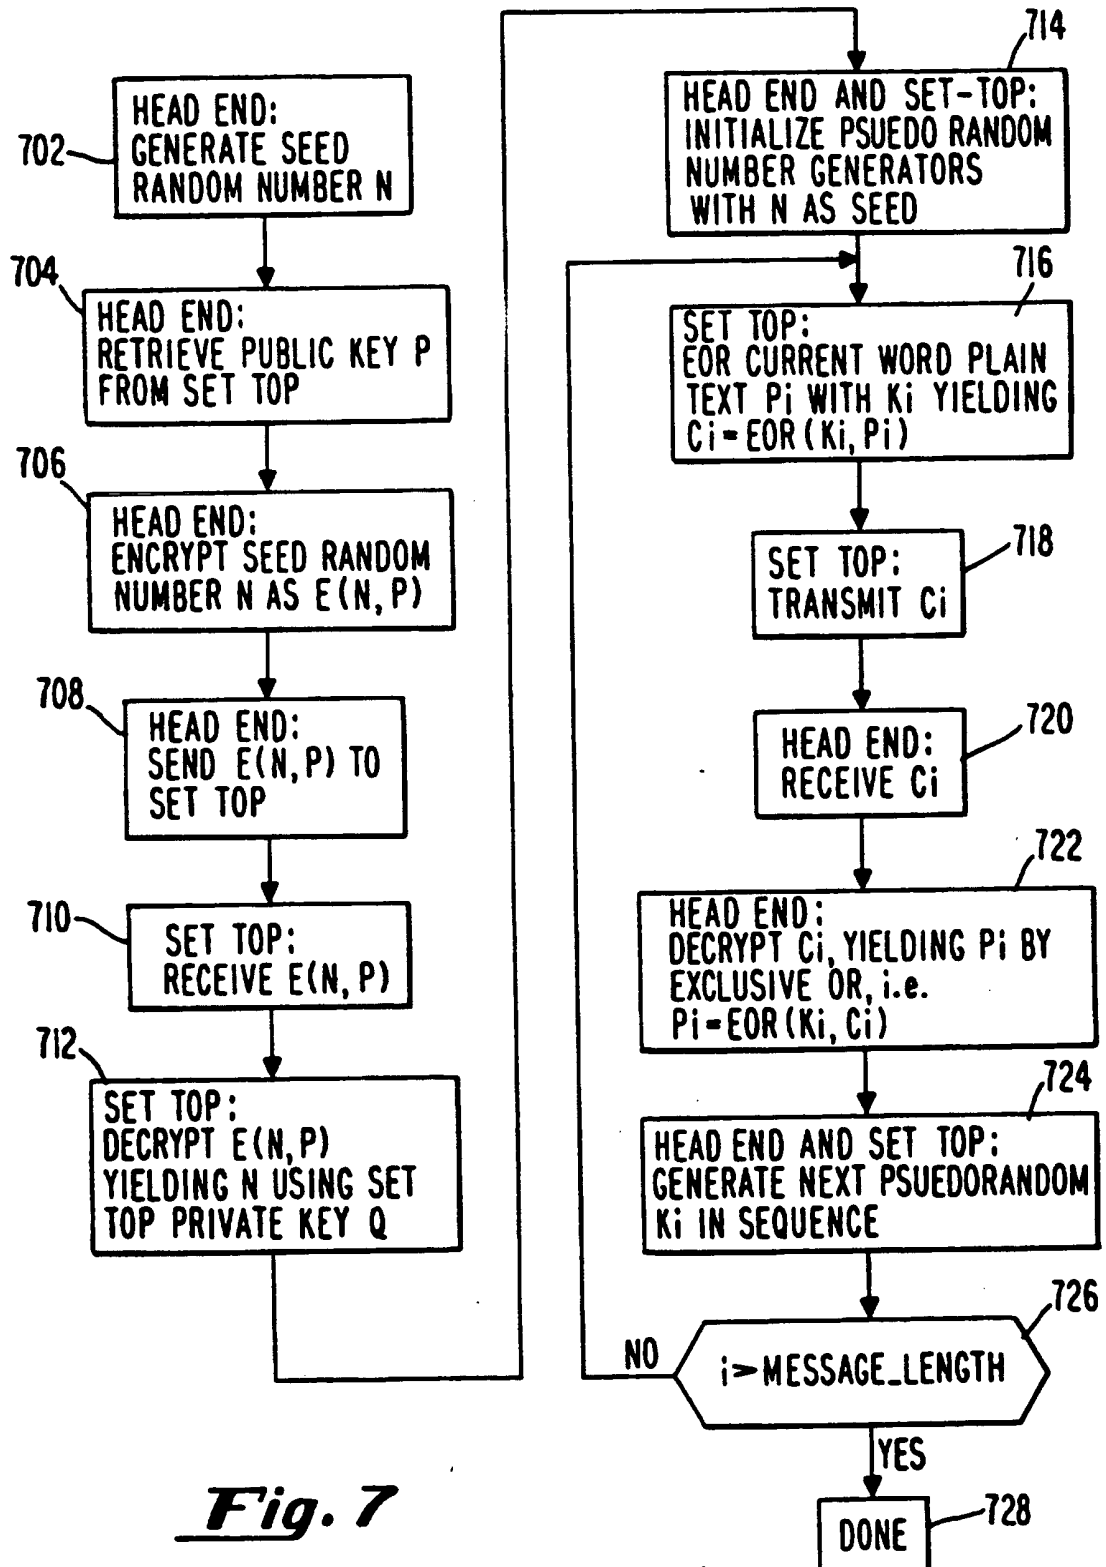 702
HEAD END:
GENERATE SEED
RANDOM NUMBER N
704
HEAD END:
RETRIEVE PUBLIC KEY P
FROM SET TOP
706
HEAD END:
ENCRYPT SEED RANDOM
NUMBER N AS E(N,P)
708
HEAD END:
SEND E(N,P) TO
SET TOP
710
SET TOP:
RECEIVE E(N,P)
712
SET TOP:
DECRYPT E(N,P)
YIELDING N USING SET
TOP PRIVATE KEY Q
714
HEAD END AND SET-TOP:
INITIALIZE PSUEDO RANDOM
NUMBER GENERATORS
WITH N AS SEED
716
SET TOP:
EOR CURRENT WORD PLAIN
TEXT Pi WITH Ki YIELDING
Ci=EOR(Ki,Pi)
718
SET TOP:
TRANSMIT Ci
720
HEAD END:
RECEIVE Ci
722
HEAD END:
DECRYPT Ci, YIELDING Pi BY
EXCLUSIVE OR, i.e.
Pi=EOR(Ki,Ci)
724
HEAD END AND SET TOP:
GENERATE NEXT PSUEDORANDOM
Ki IN SEQUENCE
726
i>MESSAGE_LENGTH
NO
YES
728
DONE
Fig. 7